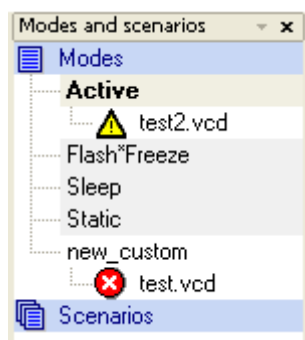 Modes and scenarios
Modes
Active
test2.vcd
Flash*Freeze
Sleep
Static
new_custom
test.vcd
Scenarios